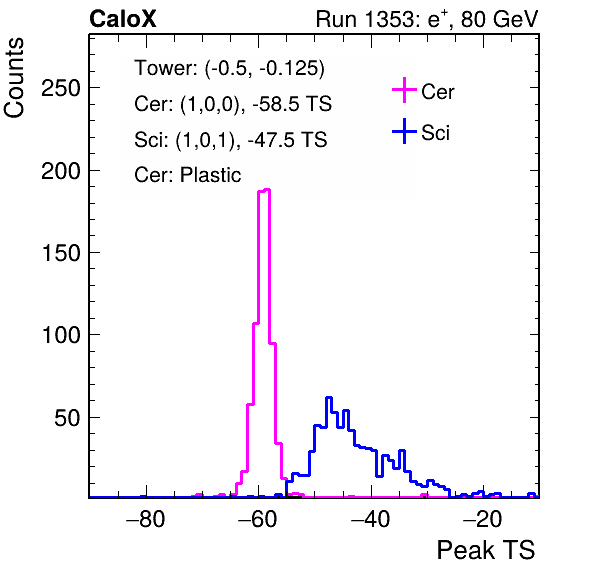 CaloX Run 1353: e⁺, 80 GeV
Counts
Tower: (-0.5, -0.125)
Cer: (1,0,0), -58.5 TS
Sci: (1,0,1), -47.5 TS
Cer: Plastic
Cer
Sci
250
200
150
100
50
−80 −60 −40 −20
Peak TS